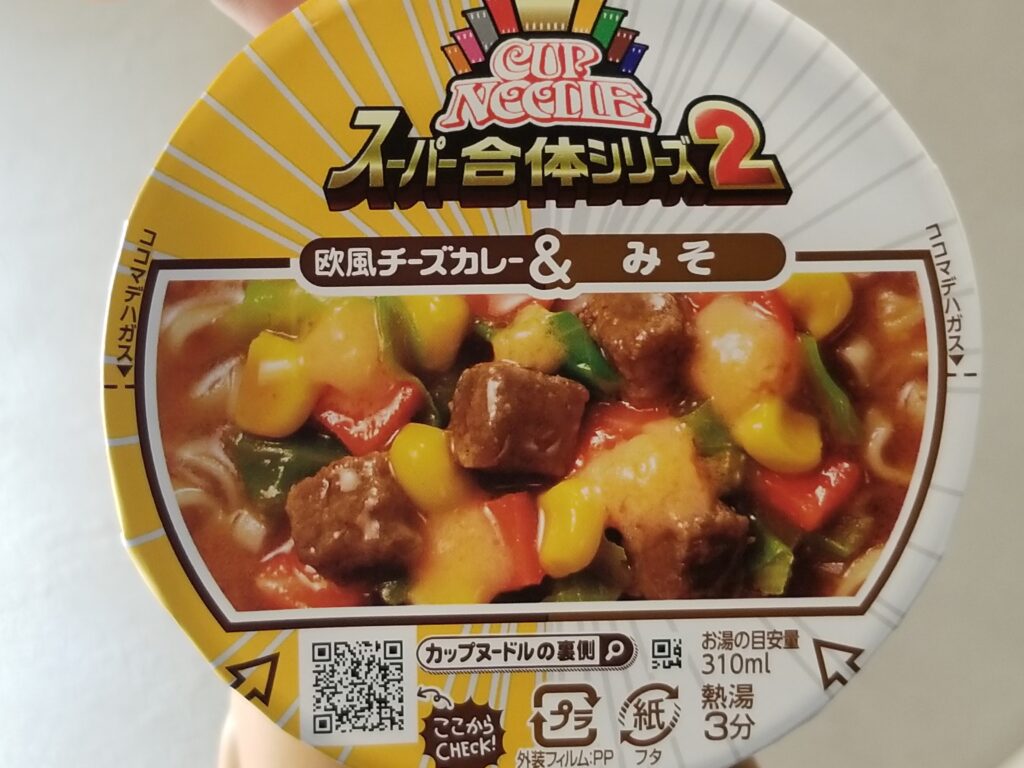 CUP
NOODLE
スーパー合体シリーズ2
欧風チーズカレー & みそ
ココマデハガス
ココマデハガス
カップヌードルの裏側
ここから
CHECK!
プラ
外装フィルム:PP
紙
フタ
お湯の目安量
310ml
熱湯
3分